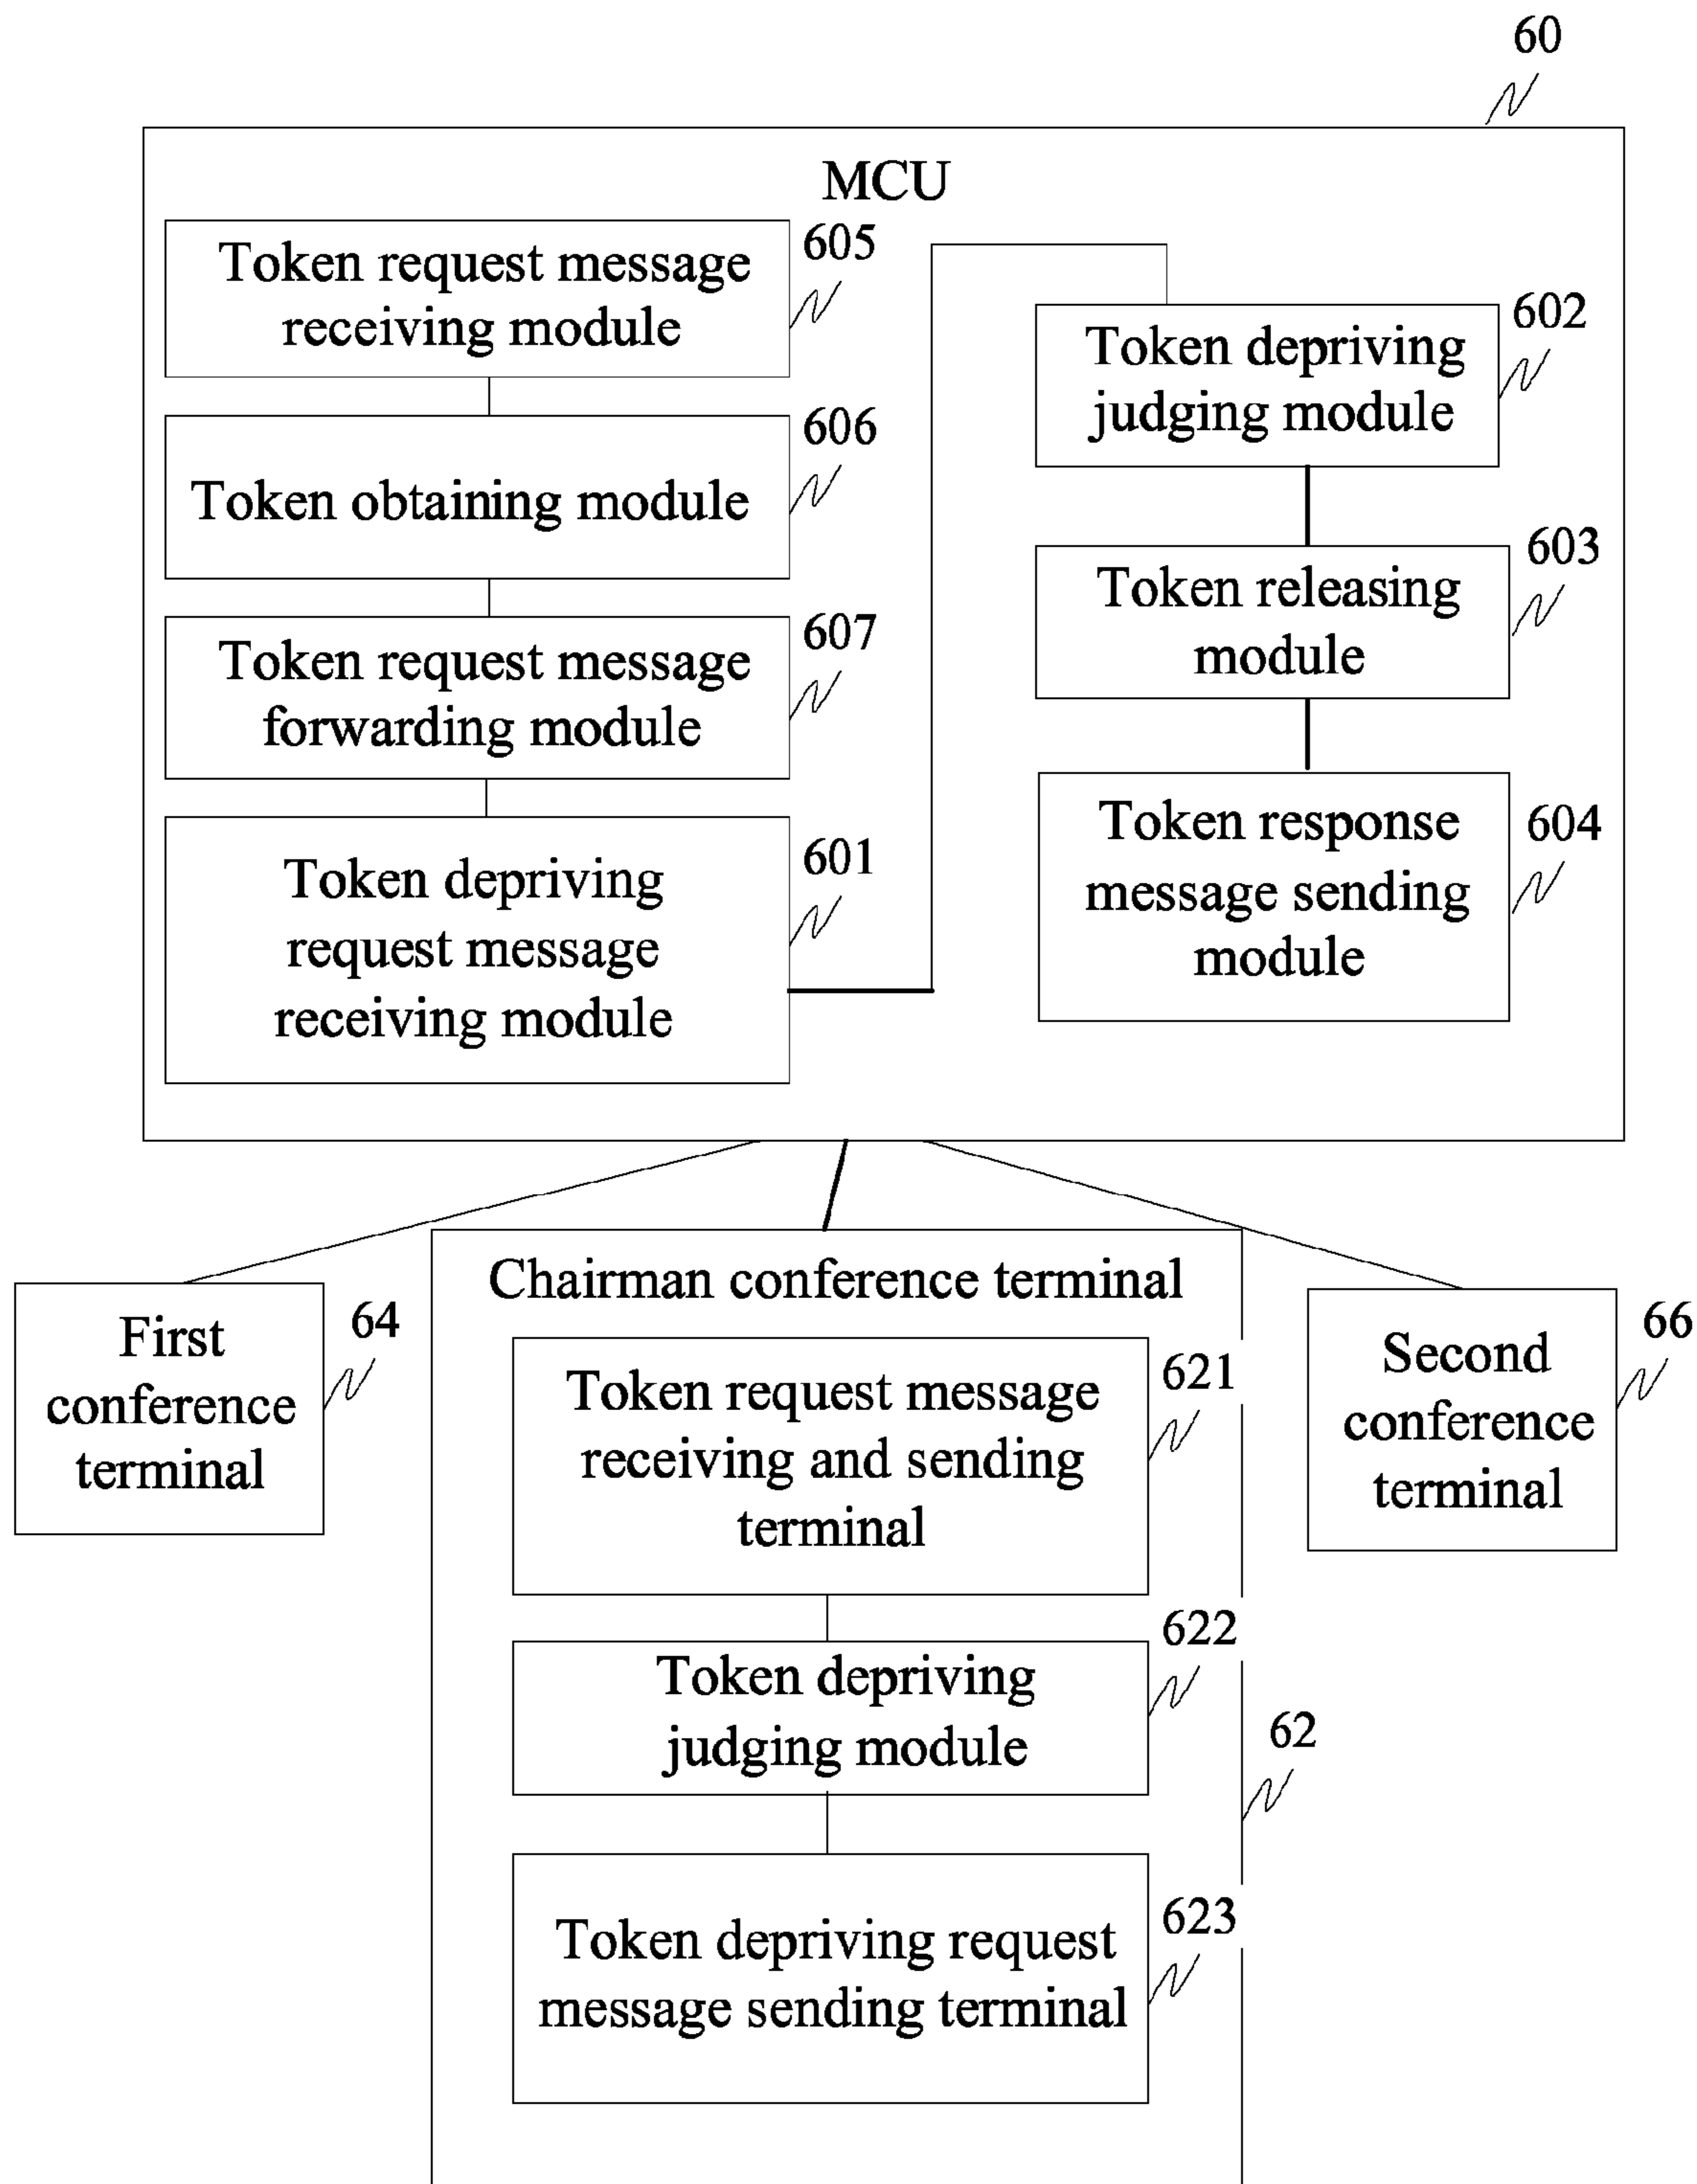 60
MCU
Token request message
receiving module
605
Token obtaining module
606
Token request message
forwarding module
607
Token depriving
request message
receiving module
601
Token depriving
judging module
602
Token releasing
module
603
Token response
message sending
module
604
First
conference
terminal
64
Chairman conference terminal
Token request message
receiving and sending
terminal
621
Token depriving
judging module
622
62
Token depriving request
message sending terminal
623
Second
conference
terminal
66